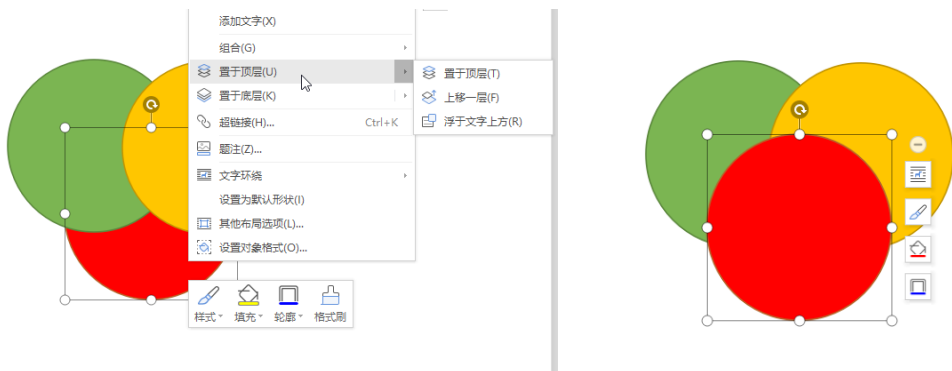 添加文字(X)
组合(G)
置于顶层(U)
置于底层(K)
超链接(H)... Ctrl+K
题注(Z)...
文字环绕
设置为默认形状(I)
其他布局选项(L)...
设置对象格式(O)...
置于顶层(T)
上移一层(F)
浮于文字上方(R)
样式 填充 轮廓 格式刷